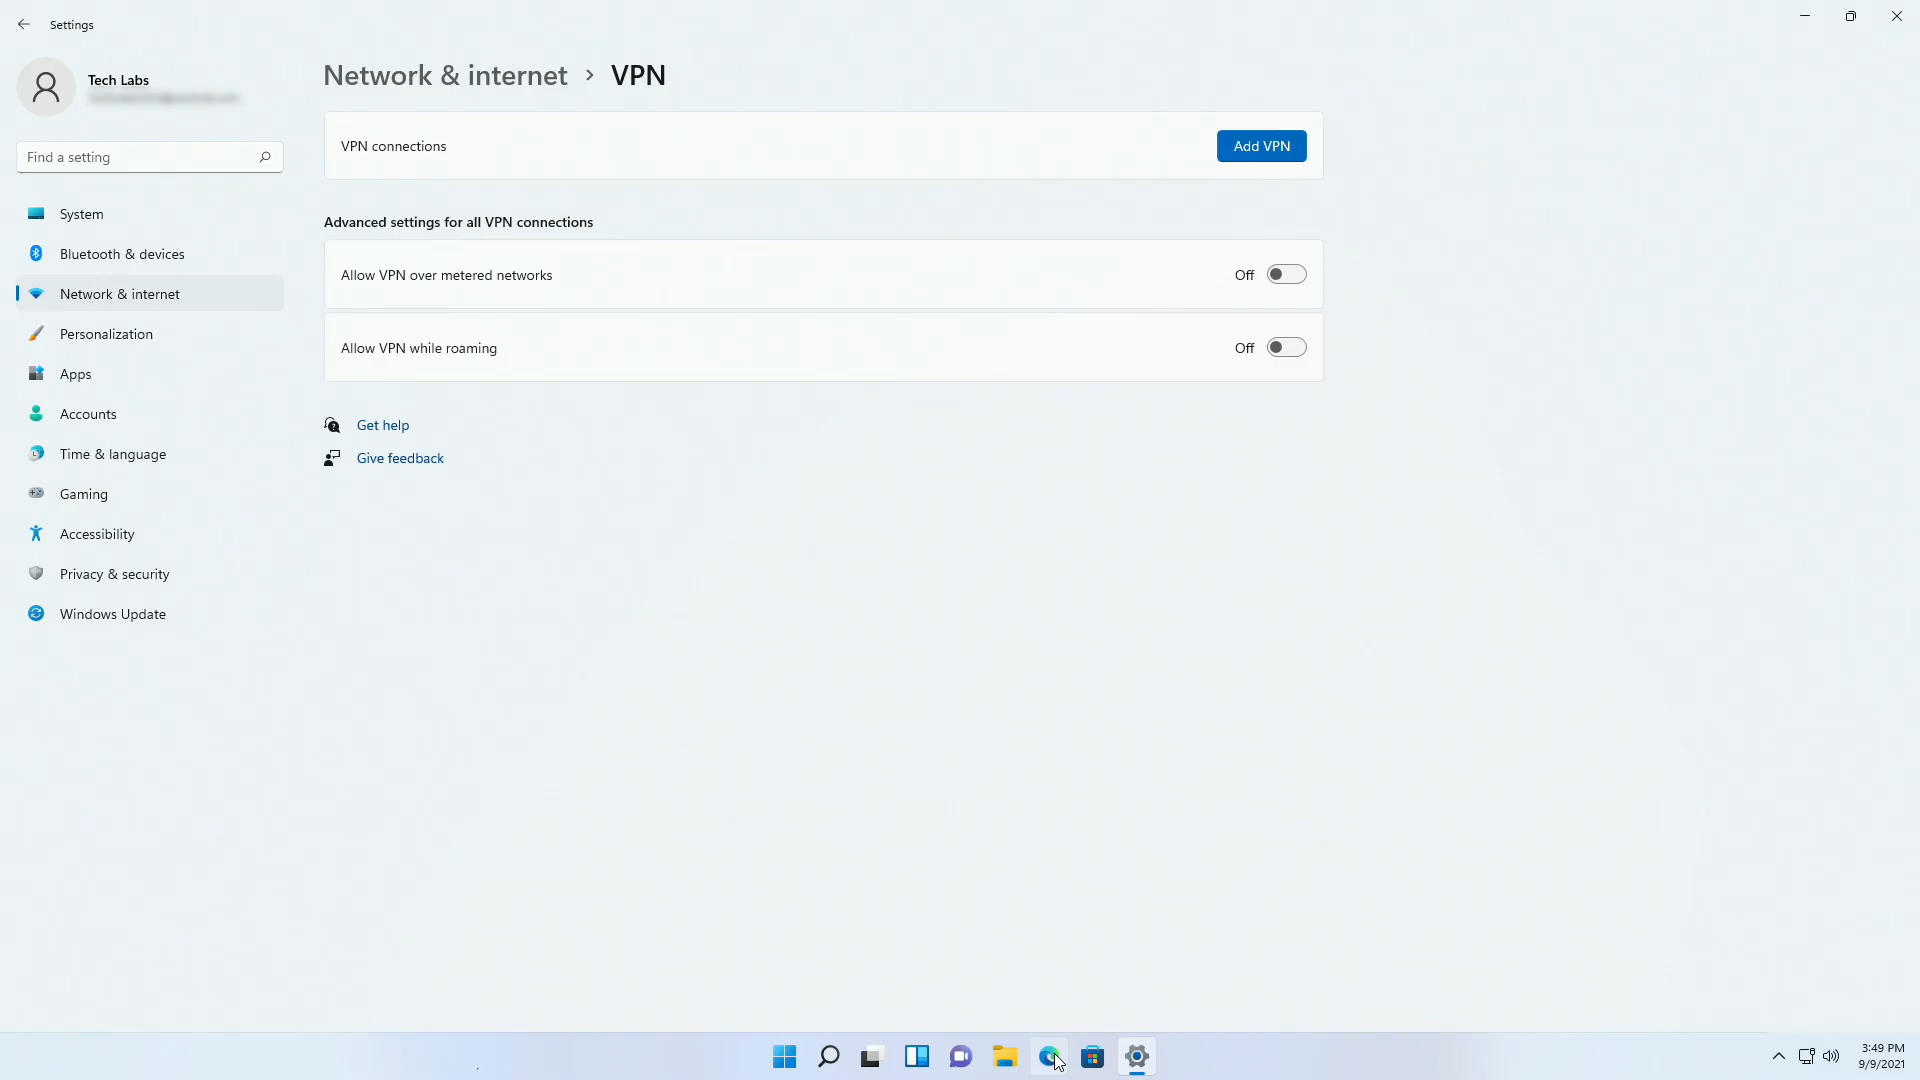 Settings
Tech Labs
Find a setting
System
Bluetooth & devices
Network & internet
Personalization
Apps
Accounts
Time & language
Gaming
Accessibility
Privacy & security
Windows Update
Network & internet > VPN
VPN connections
Add VPN
Advanced settings for all VPN connections
Allow VPN over metered networks
Off
Allow VPN while roaming
Off
Get help
Give feedback
3:49 PM
9/9/2021